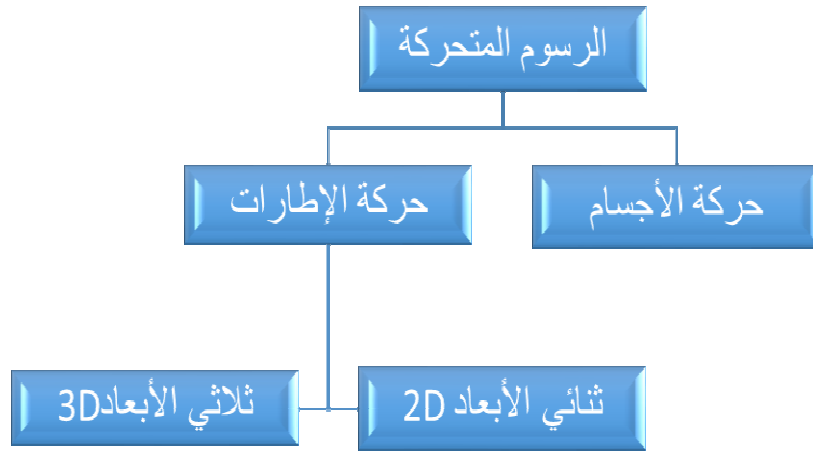 الرسوم المتحركة
حركة الأجسام
حركة الإطارات
ثنائي الأبعاد 2D
ثلاثي الأبعاد3D